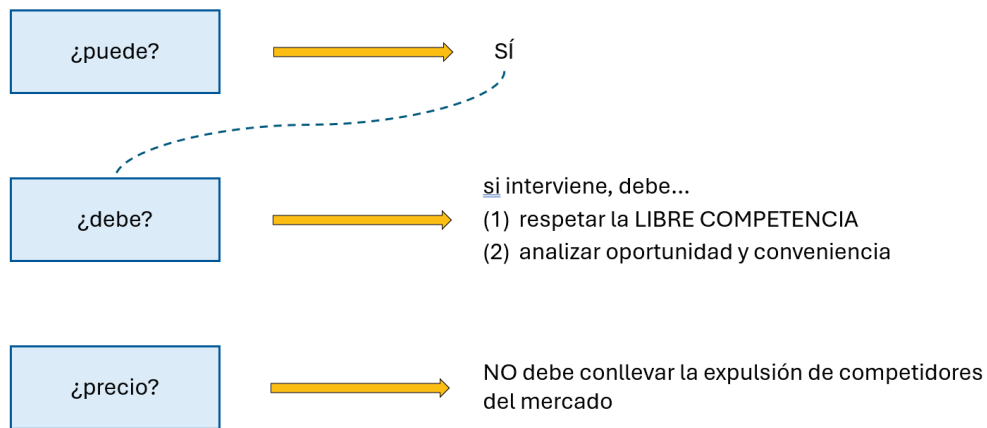 ¿puede?
SÍ
¿debe?
si interviene, debe...
(1) respetar la LIBRE COMPETENCIA
(2) analizar oportunidad y conveniencia
¿precio?
NO debe conllevar la expulsión de competidores
del mercado